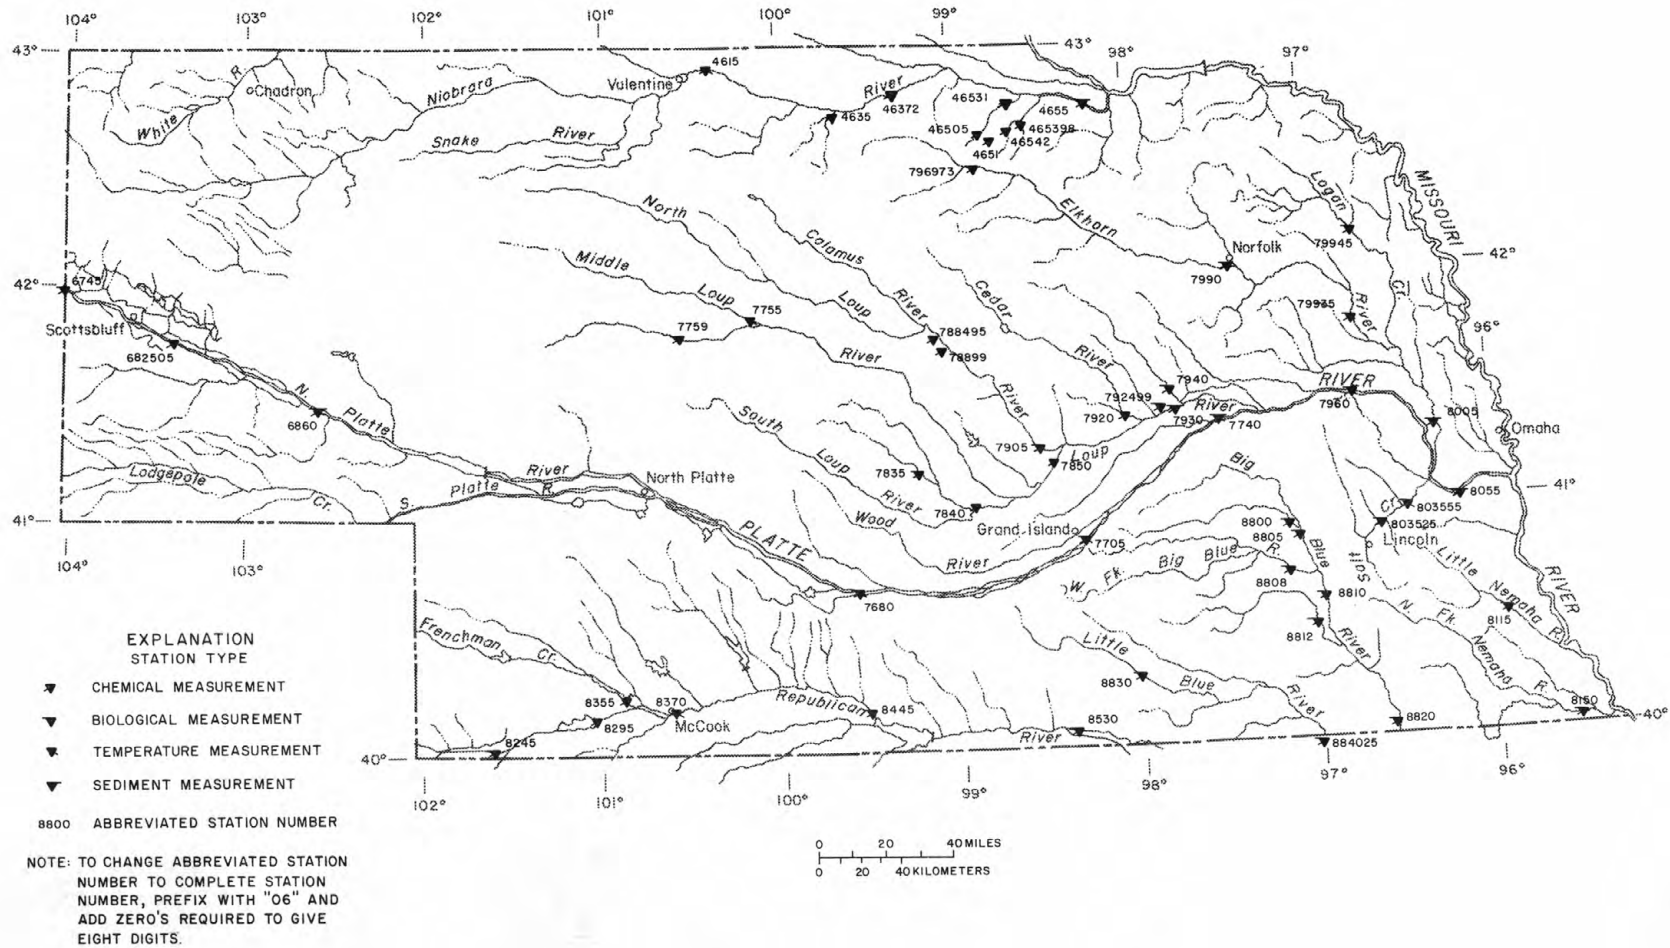 104° 103° 102° 101° 100° 99°
43° 43° 98° 97°
White R.
Chadron
Niobrara River
Valentine
4615
46372
4635
Snake River
46531 4655
46505 465398
46542
4651
796973
Elkhorn River
Logan Cr.
79945
MISSOURI RIVER
42°
Norfolk
7990
79935
96°
North Loup River
Calamus River
Cedar River
Middle Loup River
42°
6745
Scottsbluff
682505
7755
7759
788495
78899
7940
792499
7920 7930
7740
River
RIVER
7960
8005
Omaha
N. Platte River
6860
South Loup River
7905
Loup
7850
7835
7840
Big Blue River
41°
8055
803555
803525
Lincoln
Salt Cr.
Lodgepole Cr.
S. Platte R.
North Platte
Wood River
Grand Island
7705
8800
8805
41°
PLATTE
7680
W. Fk. Big Blue R.
8808
8810
8812
Little Nemaha R.
8115
N. Fk. Nemaha R.
8150
104° 103°
Frenchman Cr.
Little Blue River
8830
Republican River
8355 8370
8295 McCook
8445
8530
8245
8820
884025
40° 40°
102° 101° 100° 99° 98° 97° 96°
EXPLANATION
STATION TYPE
CHEMICAL MEASUREMENT
BIOLOGICAL MEASUREMENT
TEMPERATURE MEASUREMENT
SEDIMENT MEASUREMENT
8800 ABBREVIATED STATION NUMBER
NOTE: TO CHANGE ABBREVIATED STATION
NUMBER TO COMPLETE STATION
NUMBER, PREFIX WITH "06" AND
ADD ZERO'S REQUIRED TO GIVE
EIGHT DIGITS.
0 20 40 MILES
0 20 40 KILOMETERS